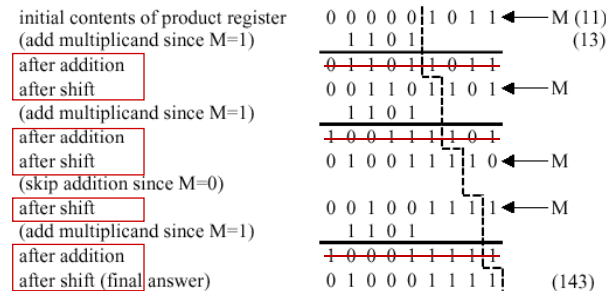 initial contents of product register 0 0 0 0 0 1 0 1 1 M (11)
(add multiplicand since M=1) 1 1 0 1 (13)
after addition 0 1 1 0 1 1 0 1 1
after shift 0 0 1 1 0 1 1 0 1 M
(add multiplicand since M=1) 1 1 0 1
after addition 1 0 0 1 1 1 1 0 1
after shift 0 1 0 0 1 1 1 1 0 M
(skip addition since M=0)
after shift 0 0 1 0 0 1 1 1 1 M
(add multiplicand since M=1) 1 1 0 1
after addition 1 0 0 0 1 1 1 1 1
after shift (final answer) 0 1 0 0 0 1 1 1 1 (143)